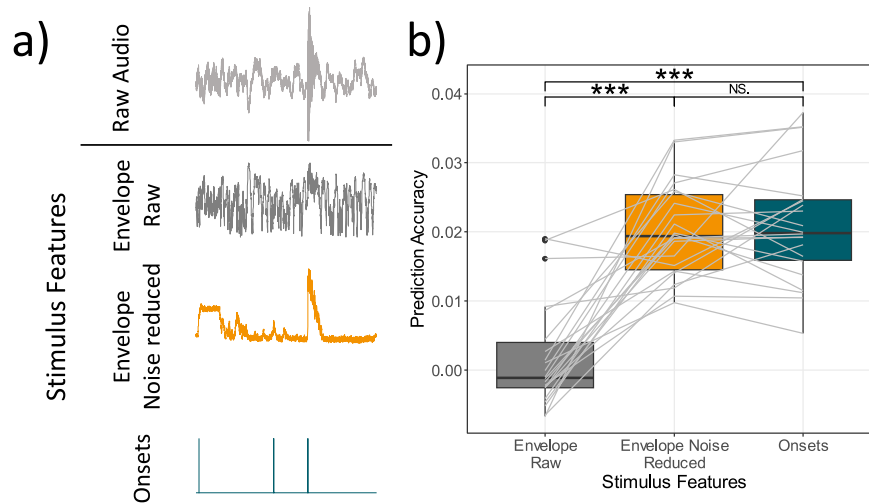 a)
Stimulus Features
Raw Audio
Envelope
Raw
Envelope
Noise reduced
Onsets
b)
***
***
NS.
Prediction Accuracy
0.04
0.03
0.02
0.01
0.00
Envelope
Raw
Envelope Noise
Reduced
Onsets
Stimulus Features